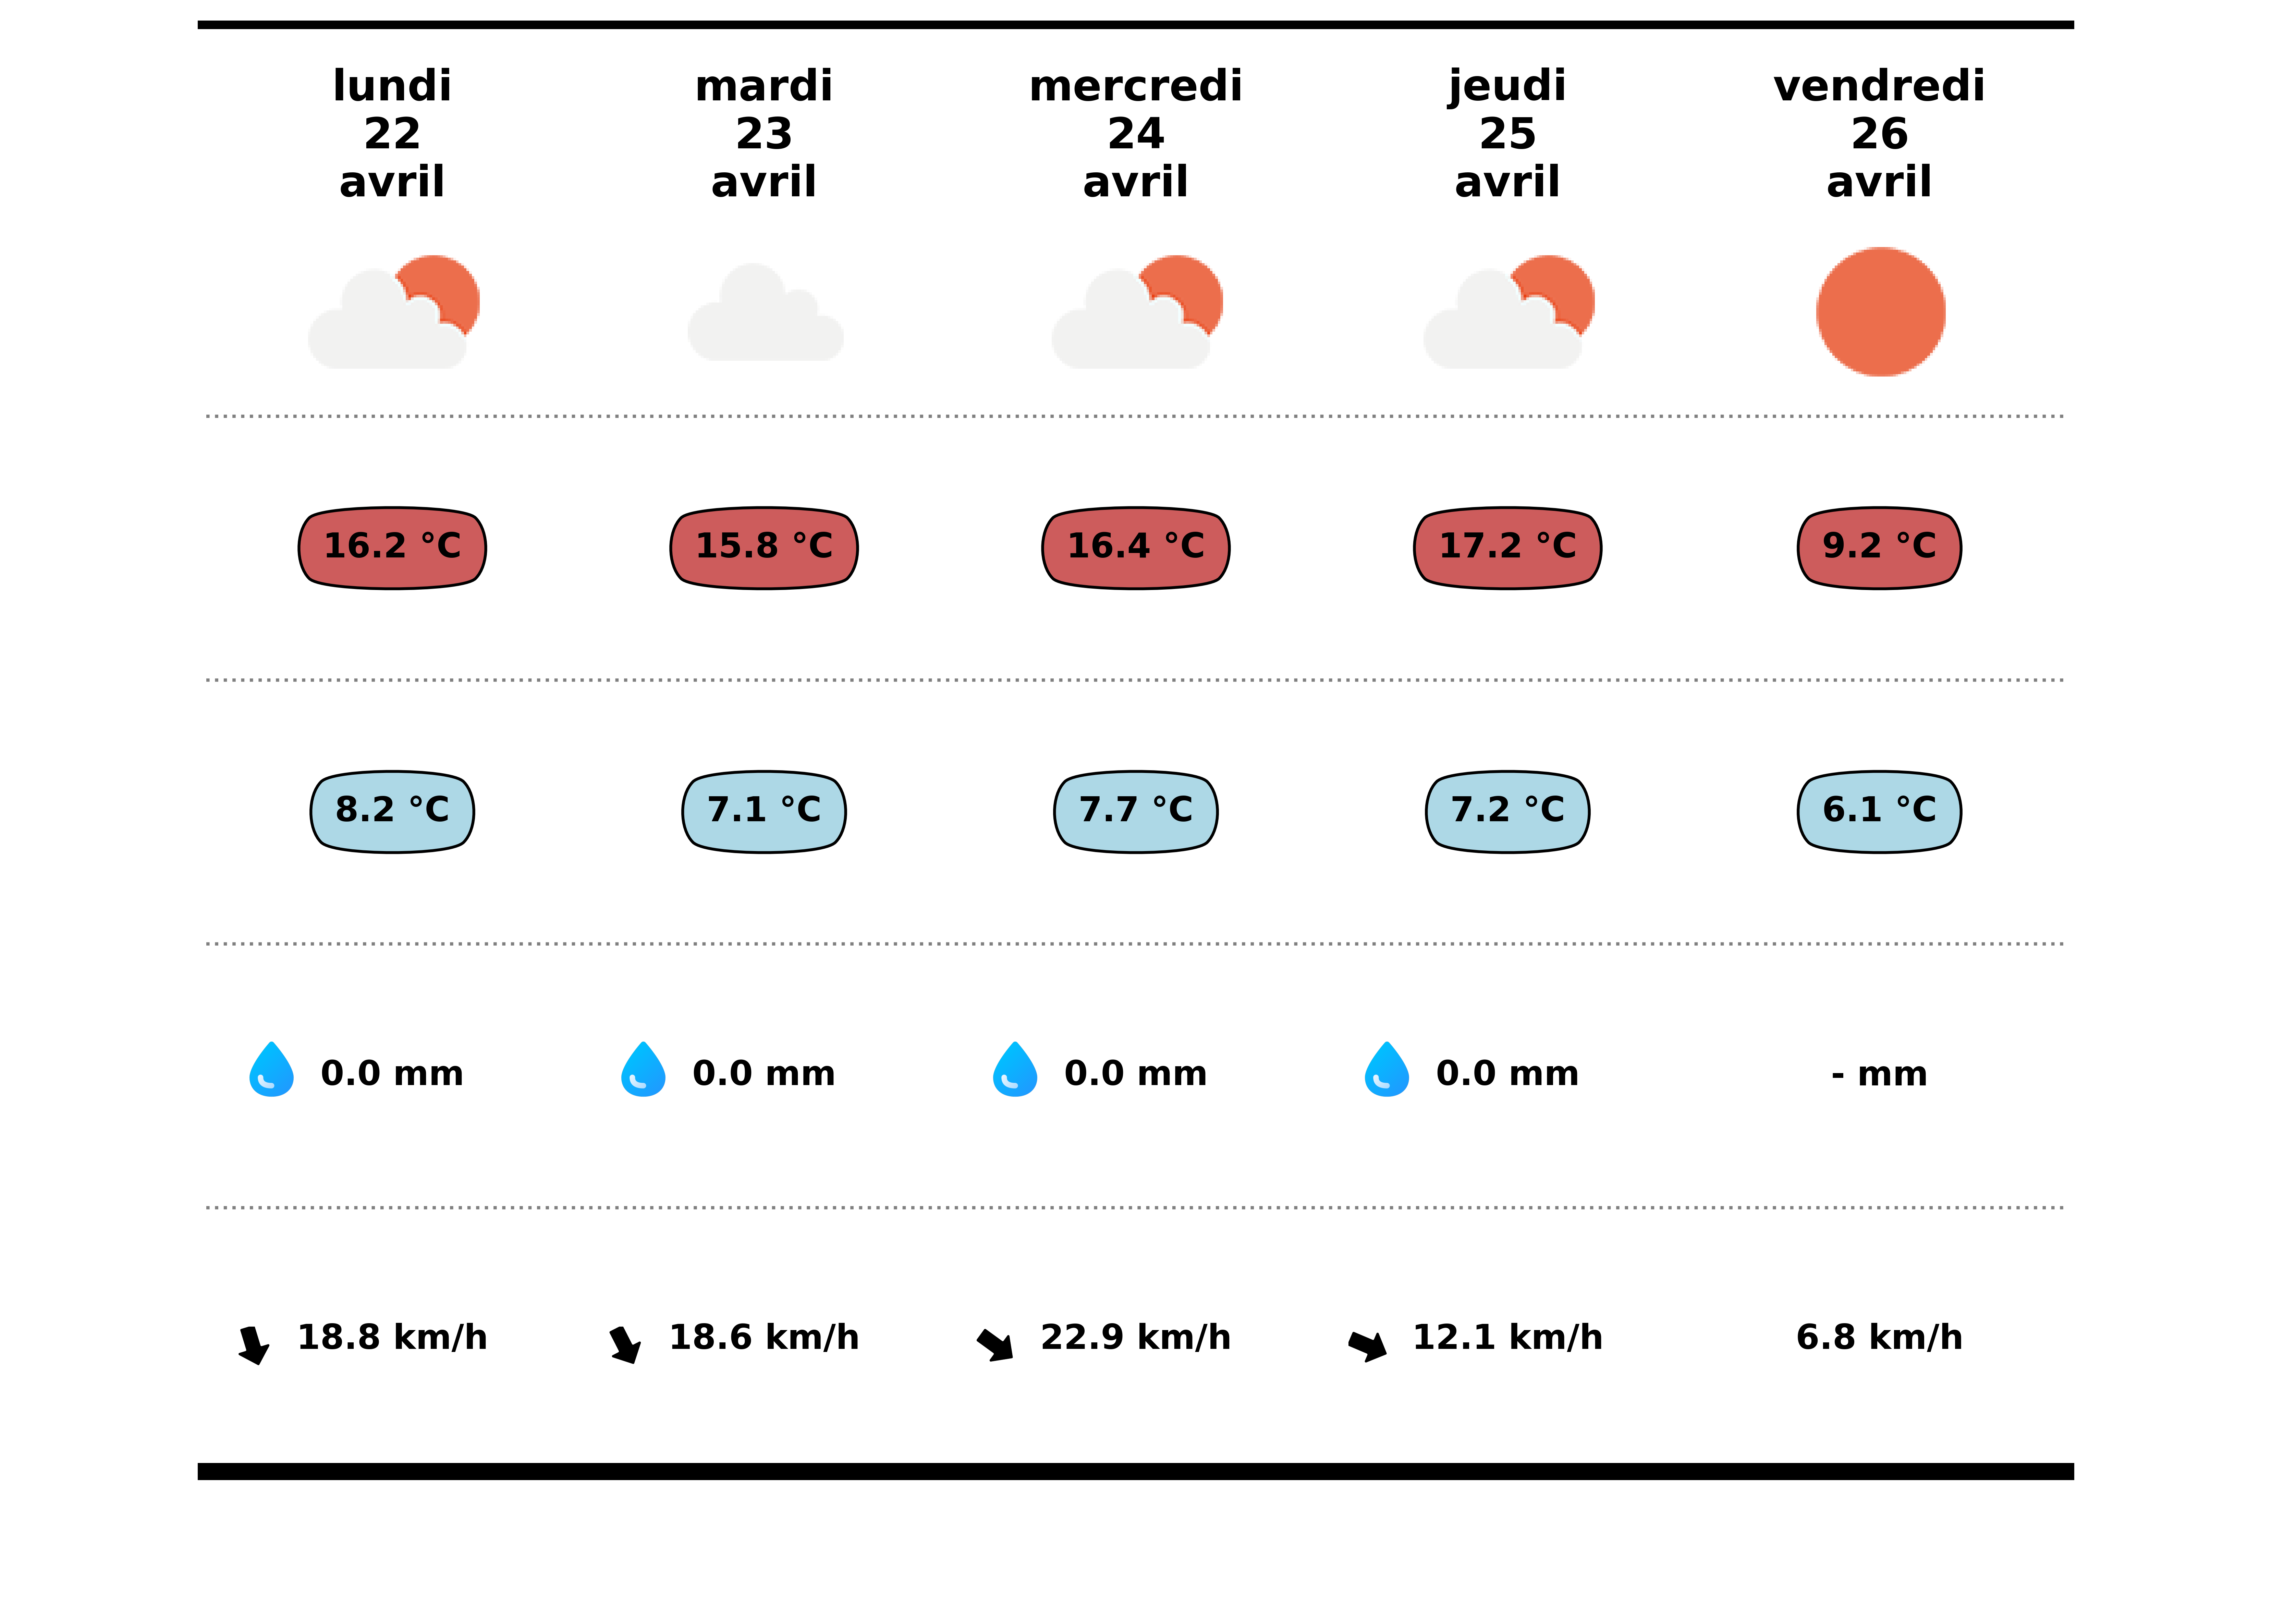 lundi
22
avril
mardi
23
avril
mercredi
24
avril
jeudi
25
avril
vendredi
26
avril
16.2 °C
15.8 °C
16.4 °C
17.2 °C
9.2 °C
8.2 °C
7.1 °C
7.7 °C
7.2 °C
6.1 °C
0.0 mm
0.0 mm
0.0 mm
0.0 mm
- mm
18.8 km/h
18.6 km/h
22.9 km/h
12.1 km/h
6.8 km/h